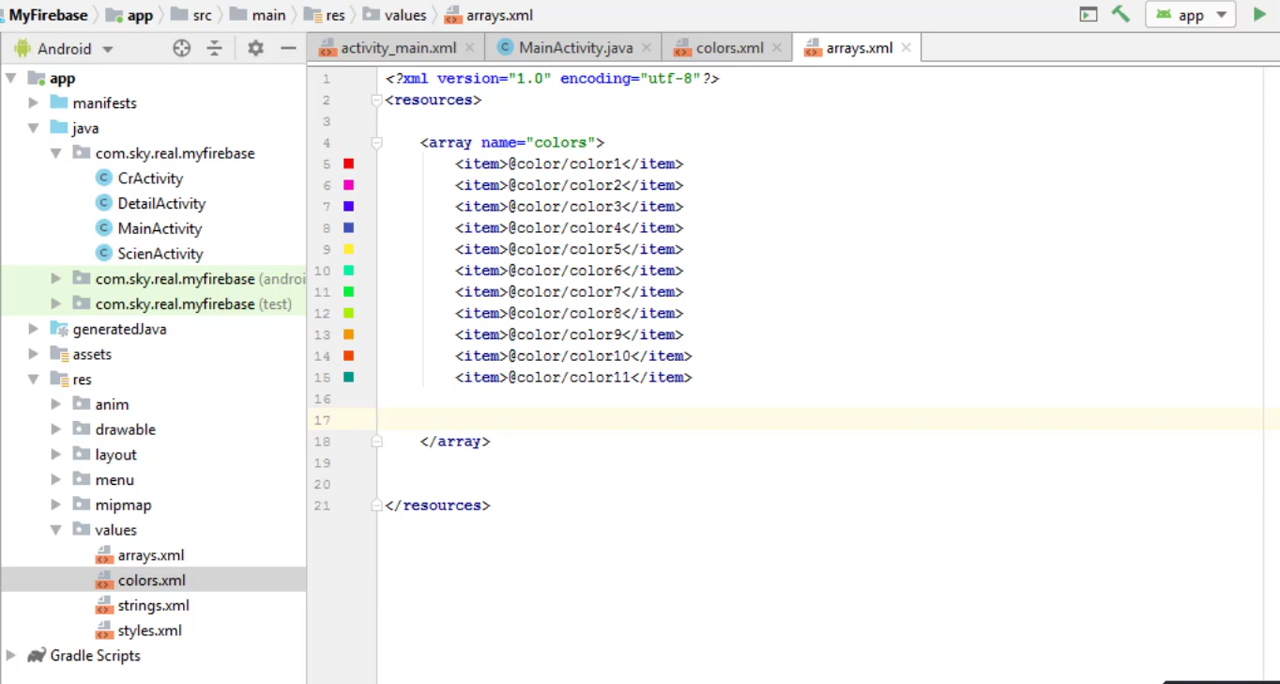 MyFirebase app src main res values arrays.xml app
Android activity_main.xml MainActivity.java colors.xml arrays.xml
app
manifests
java
com.sky.real.myfirebase
CrActivity
DetailActivity
MainActivity
ScienActivity
com.sky.real.myfirebase (androi
com.sky.real.myfirebase (test)
generatedJava
assets
res
anim
drawable
layout
menu
mipmap
values
arrays.xml
colors.xml
strings.xml
styles.xml
Gradle Scripts
1 <?xml version="1.0" encoding="utf-8"?>
2 <resources>
3
4 <array name="colors">
5 <item>@color/color1</item>
6 <item>@color/color2</item>
7 <item>@color/color3</item>
8 <item>@color/color4</item>
9 <item>@color/color5</item>
10 <item>@color/color6</item>
11 <item>@color/color7</item>
12 <item>@color/color8</item>
13 <item>@color/color9</item>
14 <item>@color/color10</item>
15 <item>@color/color11</item>
16
17
18 </array>
19
20
21 </resources>